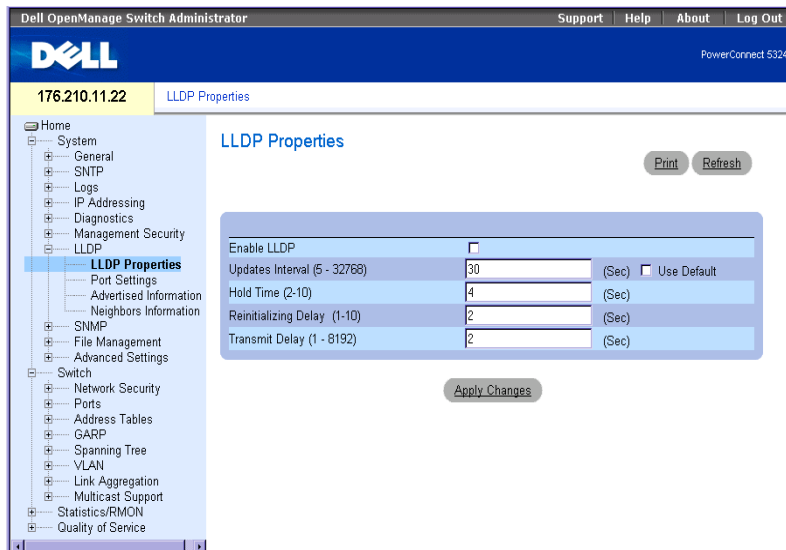 Dell OpenManage Switch Administrator
Support Help About Log Out
DELL
PowerConnect 5324
176.210.11.22
LLDP Properties
Home
System
General
SNTP
Logs
IP Addressing
Diagnostics
Management Security
LLDP
LLDP Properties
Port Settings
Advertised Information
Neighbors Information
SNMP
File Management
Advanced Settings
Switch
Network Security
Ports
Address Tables
GARP
Spanning Tree
VLAN
Link Aggregation
Multicast Support
Statistics/RMON
Quality of Service
LLDP Properties
Print Refresh
Enable LLDP
Updates Interval (5 - 32768) 30 (Sec) Use Default
Hold Time (2-10) 4 (Sec)
Reinitializing Delay (1-10) 2 (Sec)
Transmit Delay (1 - 8192) 2 (Sec)
Apply Changes